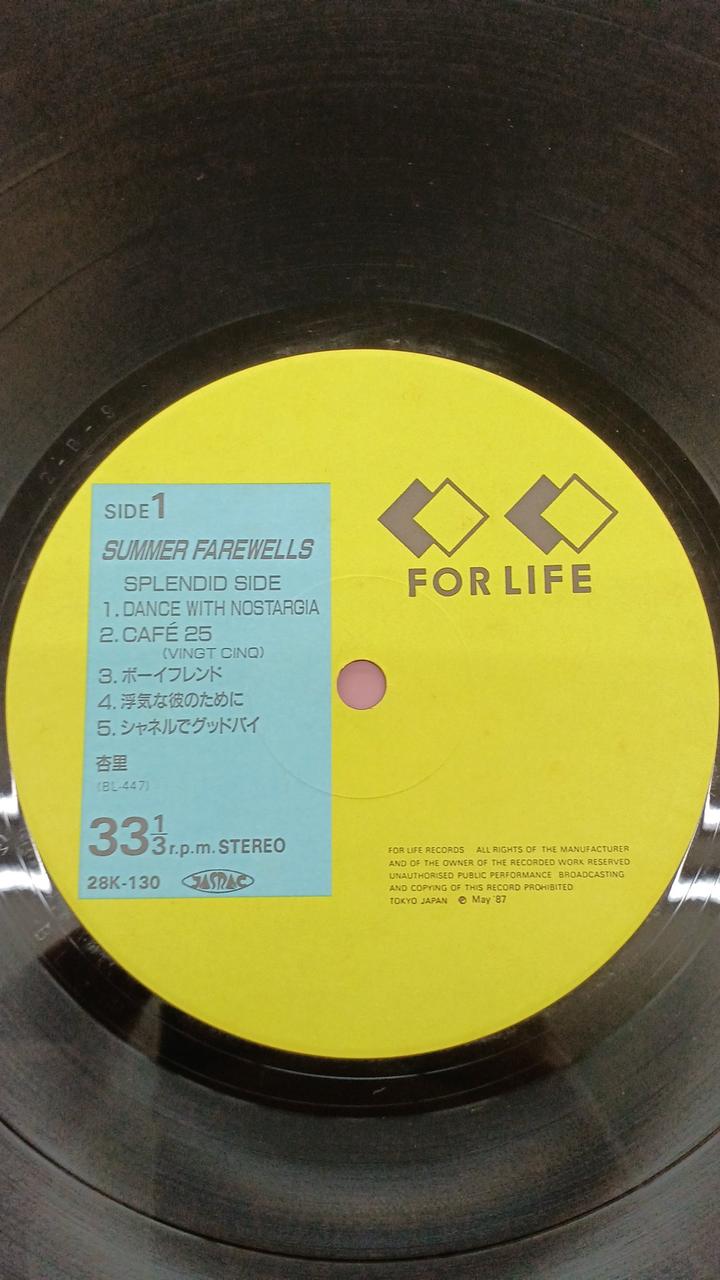 SIDE 1
SUMMER FAREWELLS
SPLENDID SIDE
1. DANCE WITH NOSTARGIA
2. CAFÉ 25
(VINGT CINQ)
3. ボーイフレンド
4. 浮気な彼のために
5. シャネルでグッドバイ
杏里
(BL-447)
33 1/3 r.p.m. STEREO
28K-130 JASRAC
FOR LIFE
FOR LIFE RECORDS ALL RIGHTS OF THE MANUFACTURER
AND OF THE OWNER OF THE RECORDED WORK RESERVED
UNAUTHORISED PUBLIC PERFORMANCE BROADCASTING
AND COPYING OF THIS RECORD PROHIBITED
TOKYO JAPAN ℗ May '87